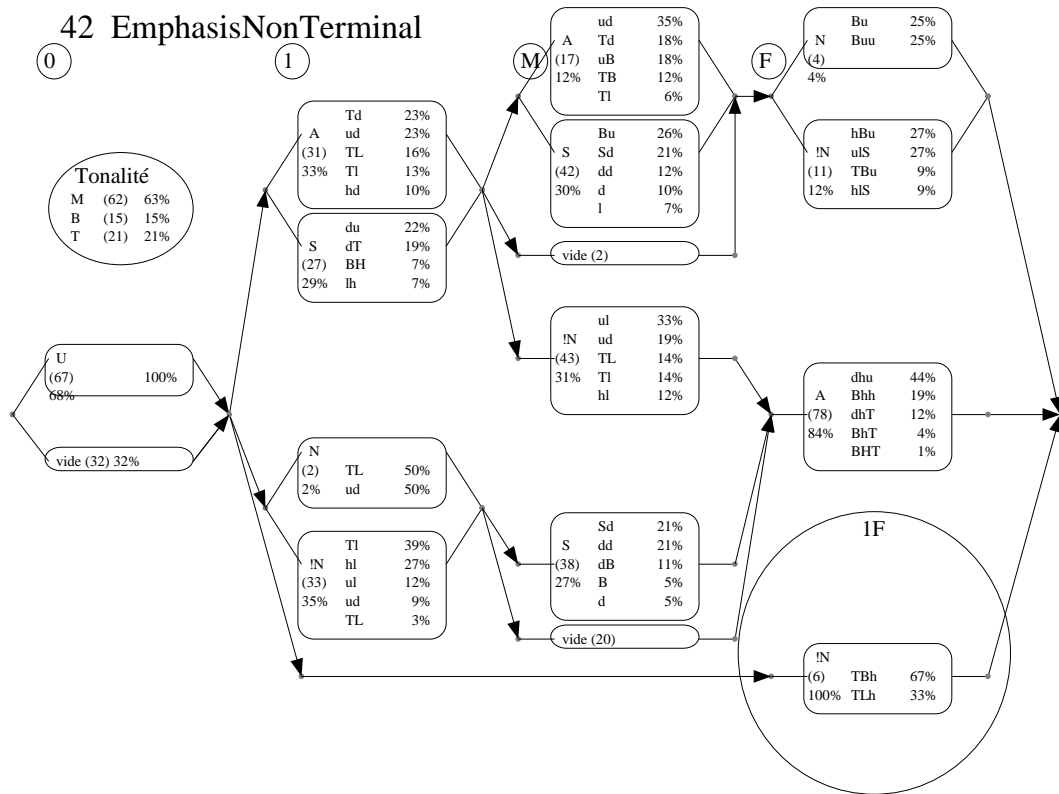 42 EmphasisNonTerminal
0
1
M
F
Tonalité
M (62) 63%
B (15) 15%
T (21) 21%
U
(67) 100%
68%
vide (32) 32%
Td 23%
A ud 23%
(31) TL 16%
33% Tl 13%
hd 10%
du 22%
S dT 19%
(27) BH 7%
29% lh 7%
N
(2) TL 50%
2% ud 50%
Tl 39%
!N hl 27%
(33) ul 12%
35% ud 9%
TL 3%
ud 35%
A Td 18%
(17) uB 18%
12% TB 12%
Tl 6%
Bu 26%
S Sd 21%
(42) dd 12%
30% d 10%
l 7%
vide (2)
ul 33%
!N ud 19%
(43) TL 14%
31% Tl 14%
hl 12%
Sd 21%
S dd 21%
(38) dB 11%
27% B 5%
d 5%
vide (20)
Bu 25%
N Buu 25%
(4)
4%
hBu 27%
!N ulS 27%
(11) TBu 9%
12% hlS 9%
dhu 44%
A Bhh 19%
(78) dhT 12%
84% BhT 4%
BHT 1%
1F
!N
(6) TBh 67%
100% TLh 33%